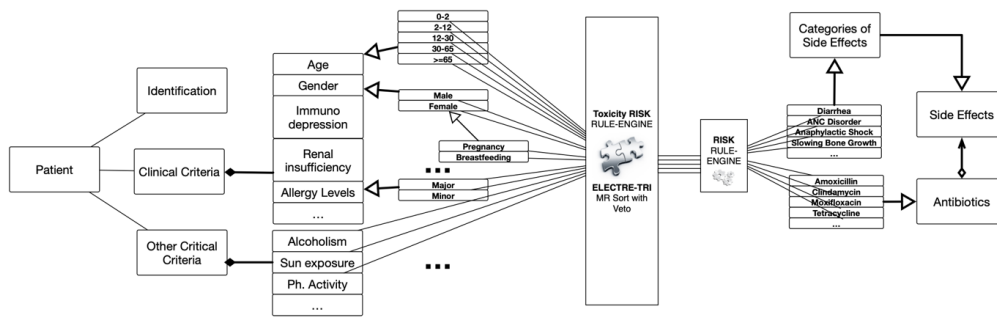 Patient
Identification
Clinical Criteria
Other Critical
Criteria
Age
Gender
Immuno
depression
Renal
insufficiency
Allergy Levels
...
Alcoholism
Sun exposure
Ph. Activity
...
0-2
2-12
12-30
30-65
>=65
Male
Female
Pregnancy
Breastfeeding
...
Major
Minor
...
Toxicity RISK
RULE-ENGINE
ELECTRE-TRI
MR Sort with
Veto
RISK
RULE-
ENGINE
Categories of
Side Effects
Diarrhea
ANC Disorder
Anaphylactic Shock
Slowing Bone Growth
...
Amoxicillin
Clindamycin
Moxifloxacin
Tetracycline
...
Side Effects
Antibiotics